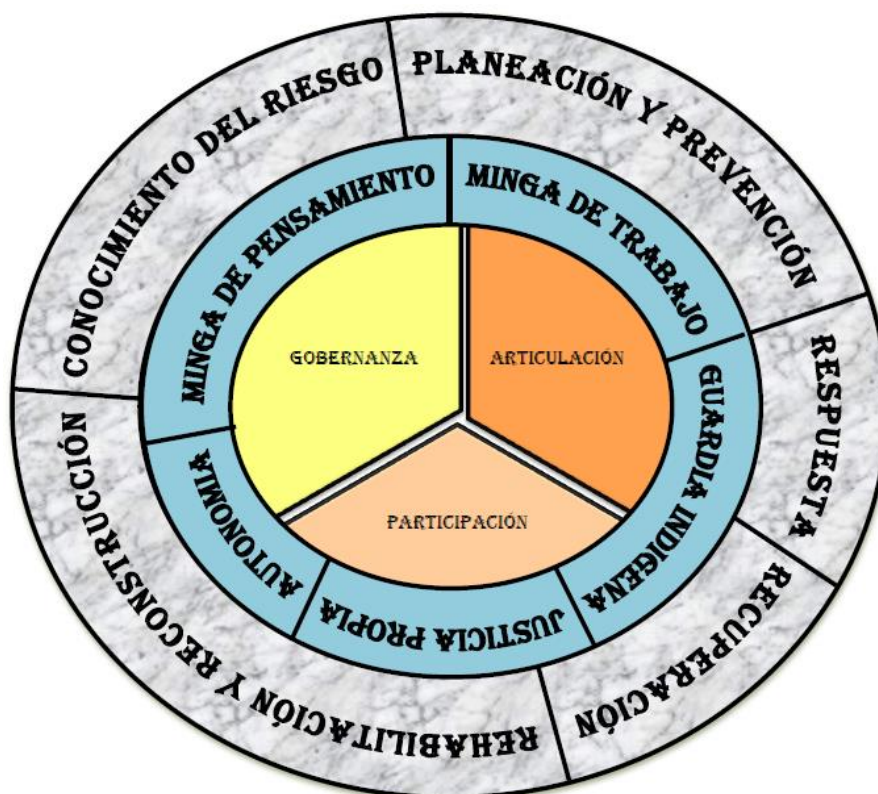 CONOCIMIENTO DEL RIESGO
PLANEACIÓN Y PREVENCIÓN
RESPUESTA
RECUPERACIÓN
REHABILITACIÓN Y RECONSTRUCCIÓN
MINGA DE PENSAMIENTO
MINGA DE TRABAJO
GUARDIA INDIGENA
JUSTICIA PROPIA
AUTONOMIA
GOBERNANZA
ARTICULACIÓN
PARTICIPACIÓN